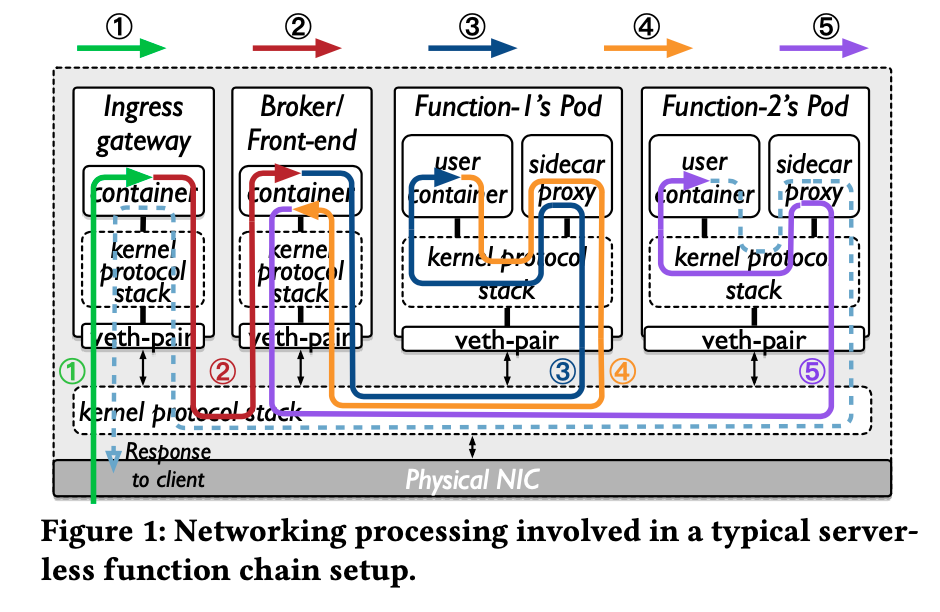 ① ② ③ ④ ⑤
Ingress
gateway
container
kernel
protocol
stack
veth-pair
Broker/
Front-end
container
kernel
protocol
stack
veth-pair
Function-1's Pod
user
container
sidecar
proxy
kernel protocol
stack
veth-pair
Function-2's Pod
user
container
sidecar
proxy
kernel protocol
stack
veth-pair
① ② ③ ④ ⑤
kernel protocol stack
Response
to client
Physical NIC
Figure 1: Networking processing involved in a typical server-
less function chain setup.